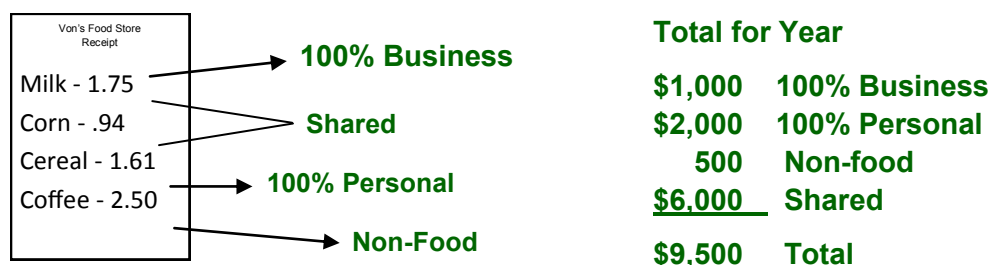 Von's Food Store
Receipt
Milk - 1.75
Corn - .94
Cereal - 1.61
Coffee - 2.50
100% Business
Shared
100% Personal
Non-Food
Total for Year
$1,000 100% Business
$2,000 100% Personal
500 Non-food
$6,000 Shared
$9,500 Total